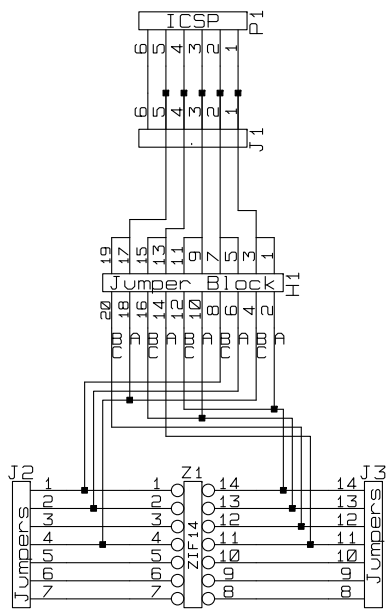 ICSP P1
6 5 4 3 2 1
6 5 4 3 2 1
J1
19 17 15 13 11 9 7 5 3 1
Jumper Block H1
20 18 16 14 12 10 8 6 4 2
B A B A B A B A B A
C C C C C
J2 Z1 J3
1 1 14 14
2 2 13 13
3 3 12 12
4 4 11 11
5 5 10 10
6 6 9 9
7 7 8 8
Jumpers ZIF14 Jumpers